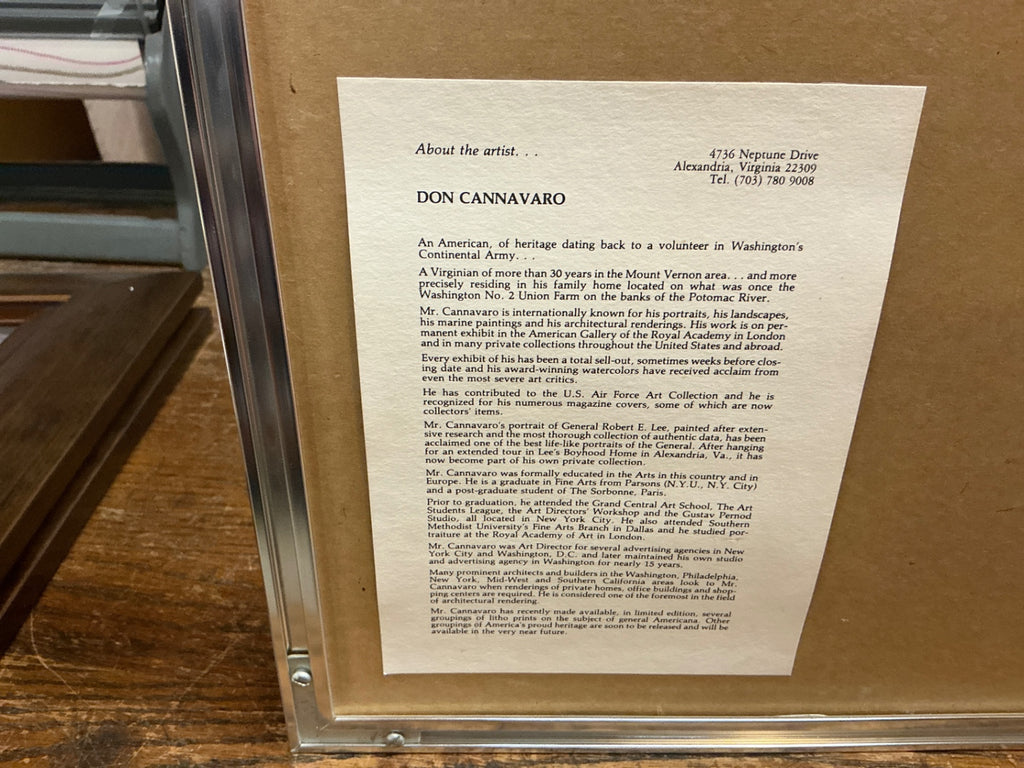 About the artist. . .
4736 Neptune Drive
Alexandria, Virginia 22309
Tel. (703) 780 9008
DON CANNAVARO
An American, of heritage dating back to a volunteer in Washington's
Continental Army. . .
A Virginian of more than 30 years in the Mount Vernon area. . . and more
precisely residing in his family home located on what was once the
Washington No. 2 Union Farm on the banks of the Potomac River.
Mr. Cannavaro is internationally known for his portraits, his landscapes,
his marine paintings and his architectural renderings. His work is on per-
manent exhibit in the American Gallery of the Royal Academy in London
and in many private collections throughout the United States and abroad.
Every exhibit of his has been a total sell-out, sometimes weeks before clos-
ing date and his award-winning watercolors have received acclaim from
even the most severe art critics.
He has contributed to the U.S. Air Force Art Collection and he is
recognized for his numerous magazine covers, some of which are now
collectors' items.
Mr. Cannavaro's portrait of General Robert E. Lee, painted after exten-
sive research and the most thorough collection of authentic data, has been
acclaimed one of the best life-like portraits of the General. After hanging
for an extended tour in Lee's Boyhood Home in Alexandria, Va., it has
now become part of his own private collection.
Mr. Cannavaro was formally educated in the Arts in this country and in
Europe. He is a graduate in Fine Arts from Parsons (N.Y.U., N.Y. City)
and a post-graduate student of The Sorbonne, Paris.
Prior to graduation, he attended the Grand Central Art School, The Art
Students League, the Art Directors' Workshop and the Gustav Pernod
Studio, all located in New York City. He also attended Southern
Methodist University's Fine Arts Branch in Dallas and he studied por-
traiture at the Royal Academy of Art in London.
Mr. Cannavaro was Art Director for several advertising agencies in New
York City and Washington, D.C. and later maintained his own studio
and advertising agency in Washington for nearly 15 years.
Many prominent architects and builders in the Washington, Philadelphia,
New York, Mid-West and Southern California areas look to Mr.
Cannavaro when renderings of private homes, office buildings and shop-
ping centers are required. He is considered one of the foremost in the field
of architectural rendering.
Mr. Cannavaro has recently made available, in limited edition, several
groupings of litho prints on the subject of general Americana. Other
groupings of America's proud heritage are soon to be released and will be
available in the very near future.